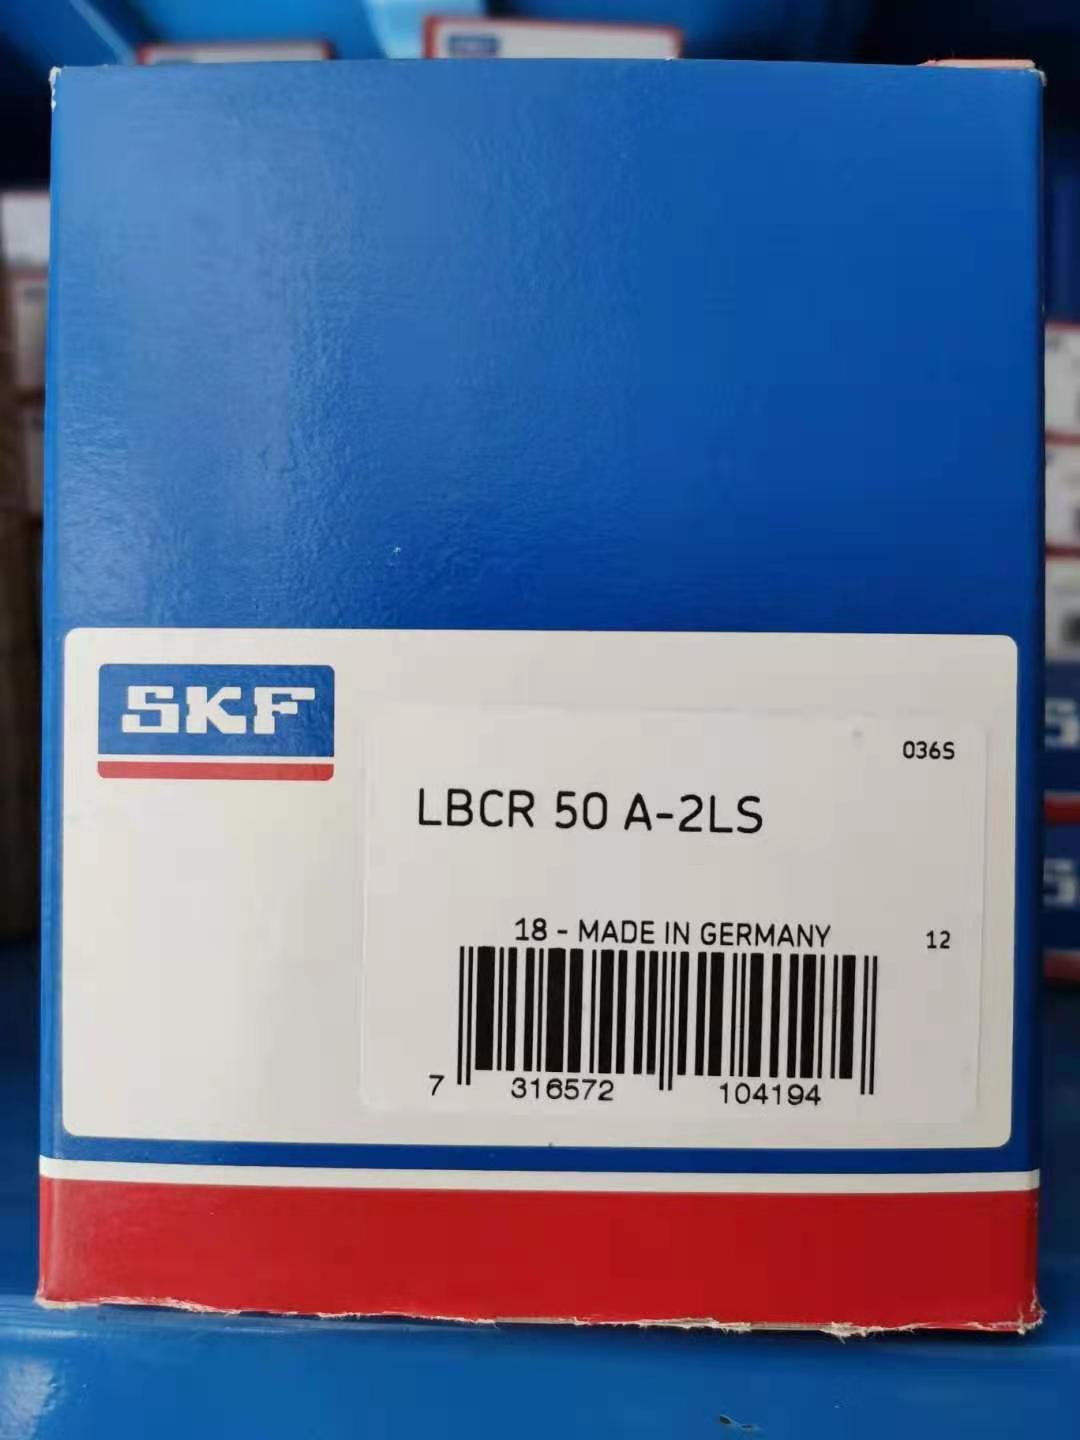 SKF
036S
LBCR 50 A-2LS
18 - MADE IN GERMANY
12
7 316572 104194